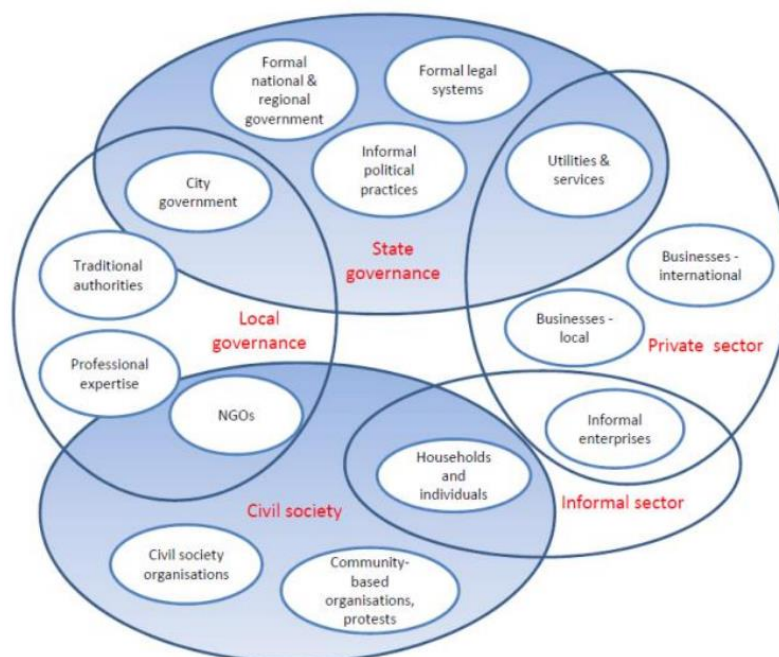 Formal
national &
regional
government
Formal legal
systems
Informal
political
practices
Utilities &
services
City
government
State
governance
Traditional
authorities
Businesses -
international
Local
governance
Businesses -
local
Private sector
Professional
expertise
NGOs
Informal
enterprises
Households
and
individuals
Informal sector
Civil society
Civil society
organisations
Community-
based
organisations,
protests